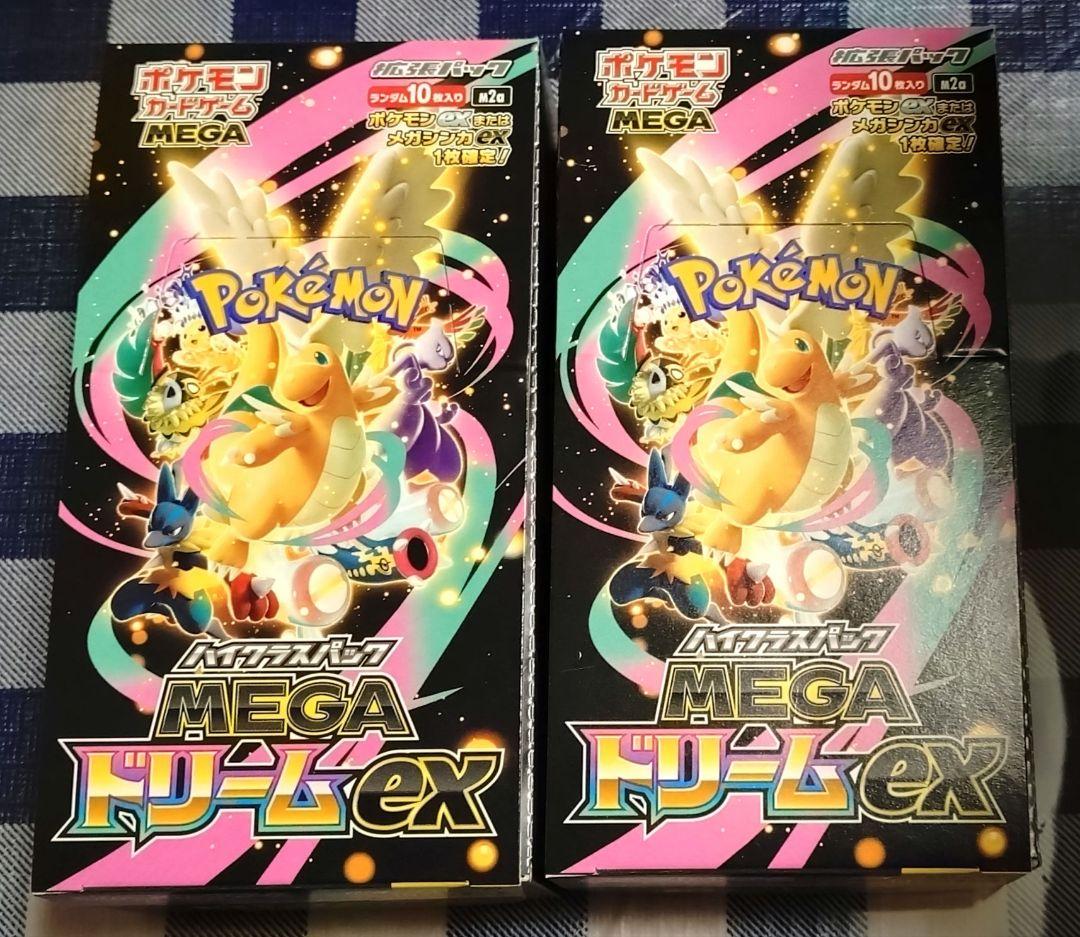 ポケモン
カードゲーム
MEGA
拡張パック
ランダム10枚入り M2a
ポケモンexまたは
メガシンカex
1枚確定!
POKéMON
TM
ハイクラスパック
MEGA
ドリームex
ポケモン
カードゲーム
MEGA
拡張パック
ランダム10枚入り M2a
ポケモンexまたは
メガシンカex
1枚確定!
POKéMON
TM
ハイクラスパック
MEGA
ドリームex